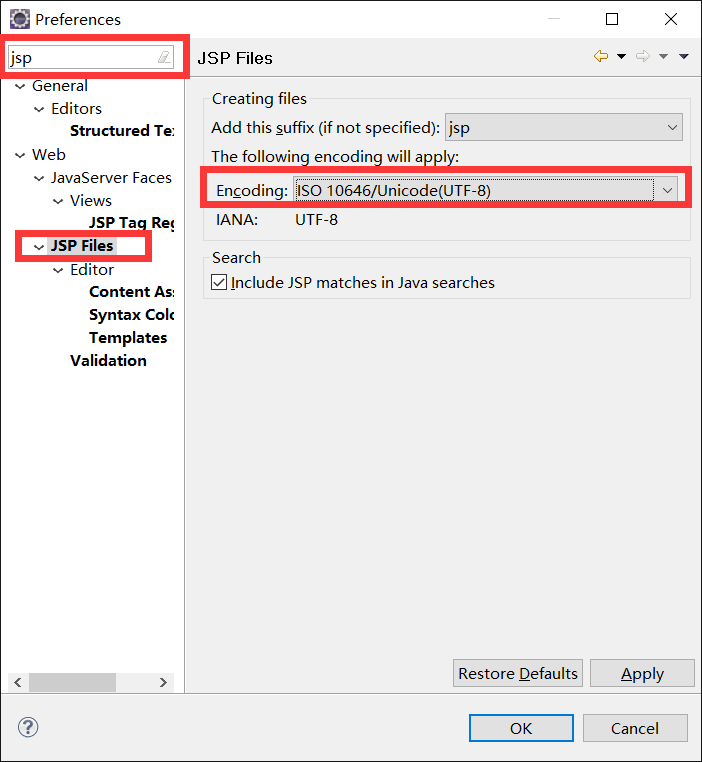 Preferences
jsp
General
Editors
Structured Te
Web
JavaServer Faces
Views
JSP Tag Reg
JSP Files
Editor
Content Ass
Syntax Colo
Templates
Validation
JSP Files
Creating files
Add this suffix (if not specified): jsp
The following encoding will apply:
Encoding: ISO 10646/Unicode(UTF-8)
IANA: UTF-8
Search
Include JSP matches in Java searches
Restore Defaults
Apply
?
OK
Cancel